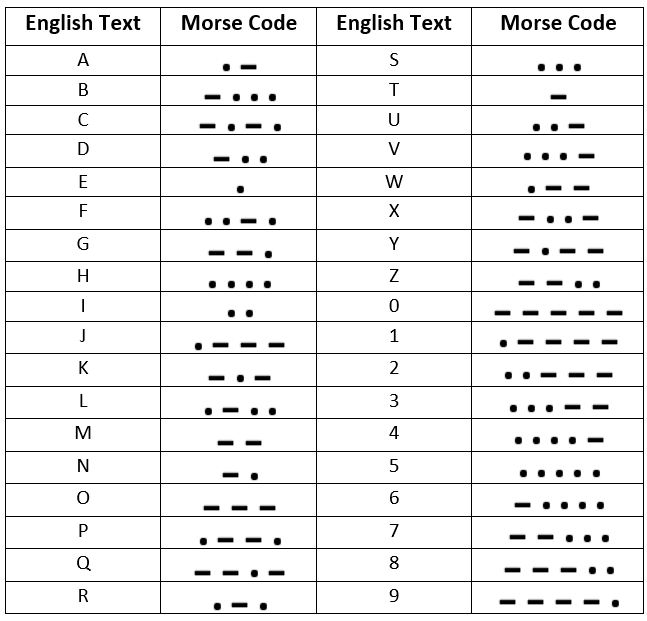 English Text Morse Code English Text Morse Code
A • – S • • •
B – • • • T –
C – • – • U • • –
D – • • V • • • –
E • W • – –
F • • – • X – • • –
G – – • Y – • – –
H • • • • Z – – • •
I • • 0 – – – – –
J • – – – 1 • – – – –
K – • – 2 • • – – –
L • – • • 3 • • • – –
M – – 4 • • • • –
N – • 5 • • • • •
O – – – 6 – • • • •
P • – – • 7 – – • • •
Q – – • – 8 – – – • •
R • – • 9 – – – – •